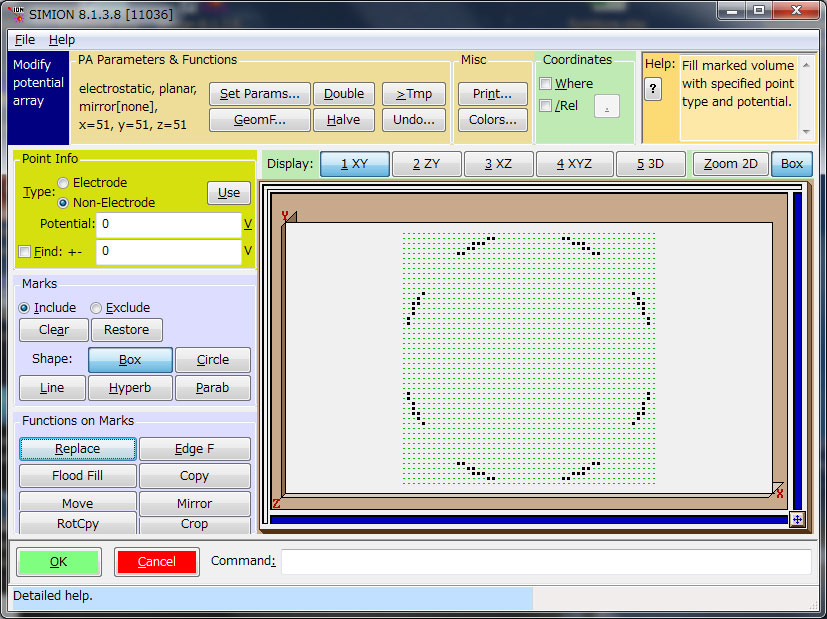 SIMION 8.1.3.8 [11036]
File Help
Modify potential array
PA Parameters & Functions
electrostatic, planar,
mirror[none],
x=51, y=51, z=51
Set Params... Double >Tmp
GeomF... Halve Undo...
Misc
Print...
Colors...
Coordinates
Where
/Rel .
Help:
?
Fill marked volume
with specified point
type and potential.
Point Info
Type: Electrode
Non-Electrode
Use
Potential: 0 V
Find: +- 0 V
Marks
Include Exclude
Clear Restore
Shape: Box Circle
Line Hyperb Parab
Functions on Marks
Replace Edge F
Flood Fill Copy
Move Mirror
RotCpy Crop
Display: 1 XY 2 ZY 3 XZ 4 XYZ 5 3D Zoom 2D Box
Y
Z
X
OK Cancel Command:
Detailed help.